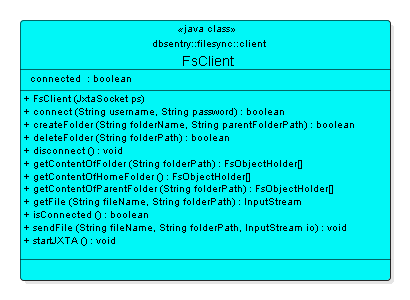 «java class»
dbsentry::filesync::client
FsClient
connected : boolean
+ FsClient (JxtaSocket ps)
+ connect (String username, String password) : boolean
+ createFolder (String folderName, String parentFolderPath) : boolean
+ deleteFolder (String folderPath) : boolean
+ disconnect () : void
+ getContentOfFolder (String folderPath) : FsObjectHolder[]
+ getContentOfHomeFolder () : FsObjectHolder[]
+ getContentOfParentFolder (String folderPath) : FsObjectHolder[]
+ getFile (String fileName, String folderPath) : InputStream
+ isConnected () : boolean
+ sendFile (String fileName, String folderPath, InputStream io) : void
+ startJXTA () : void